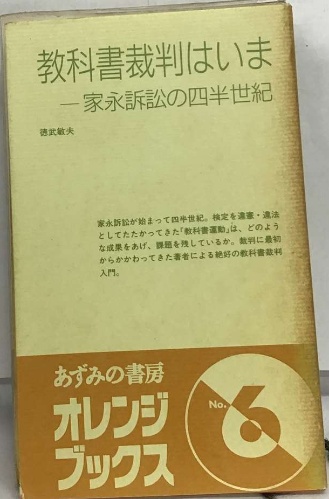 教科書裁判はいま
―家永訴訟の四半世紀
徳武敏夫
家永訴訟が始まって四半世紀。検定を違憲・違法
としてたたかってきた「教科書運動」は、どのよう
な成果をあげ、課題を残しているか。裁判に最初
からかかわってきた著者による絶好の教科書裁判
入門。
あずみの書房
オレンジ
ブックス
No.
6